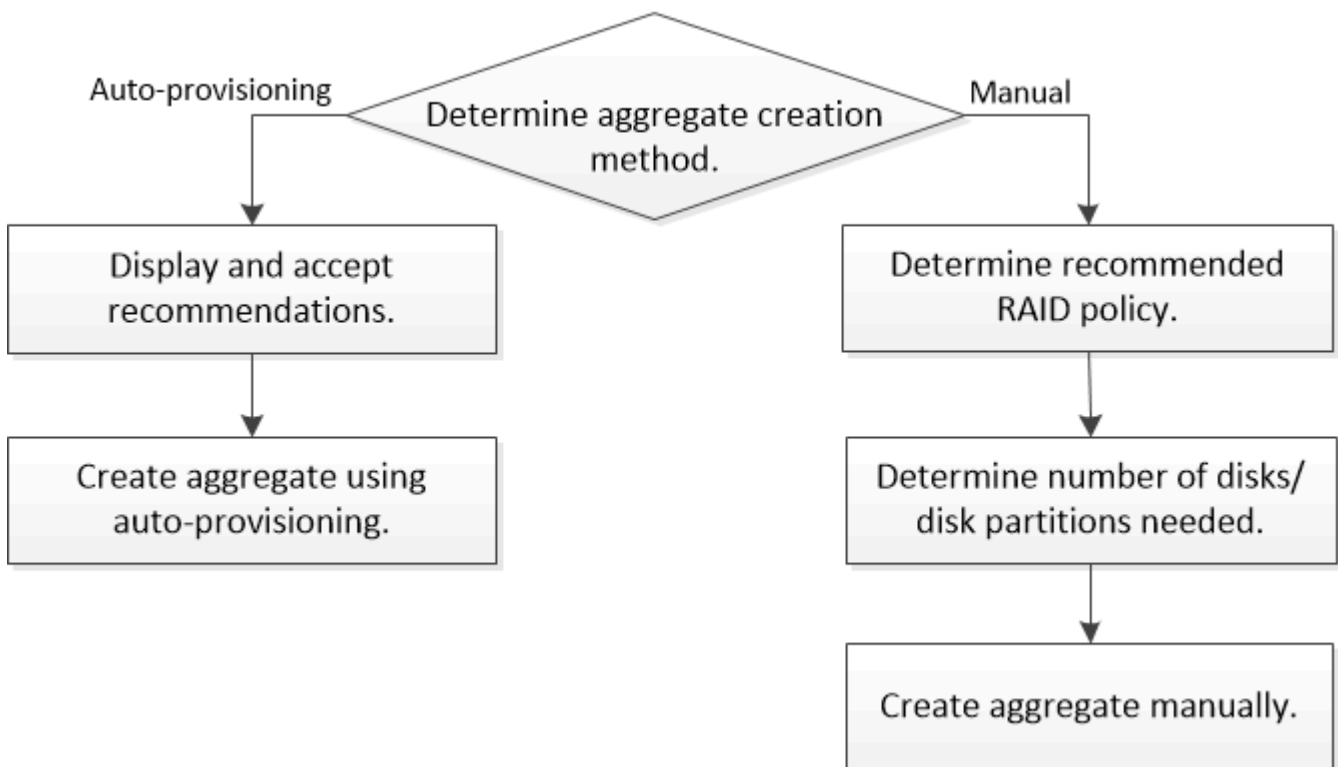 Auto-provisioning
Manual
Determine aggregate creation
method.
Display and accept
recommendations.
Determine recommended
RAID policy.
Create aggregate using
auto-provisioning.
Determine number of disks/
disk partitions needed.
Create aggregate manually.